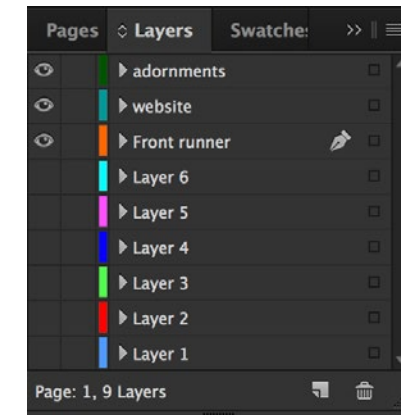 Pages Layers Swatches
adornments
website
Front runner
Layer 6
Layer 5
Layer 4
Layer 3
Layer 2
Layer 1
Page: 1, 9 Layers